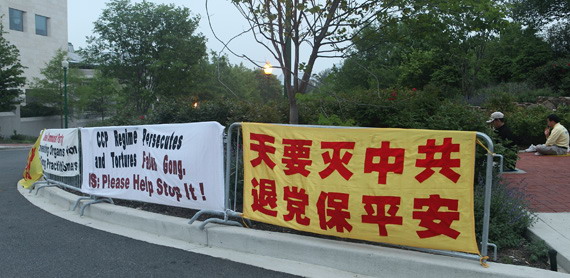 Organs
CCP Regime Persecutes
and Tortures Falun Gong.
US: Please Help Stop It !
天要灭中共
退党保平安